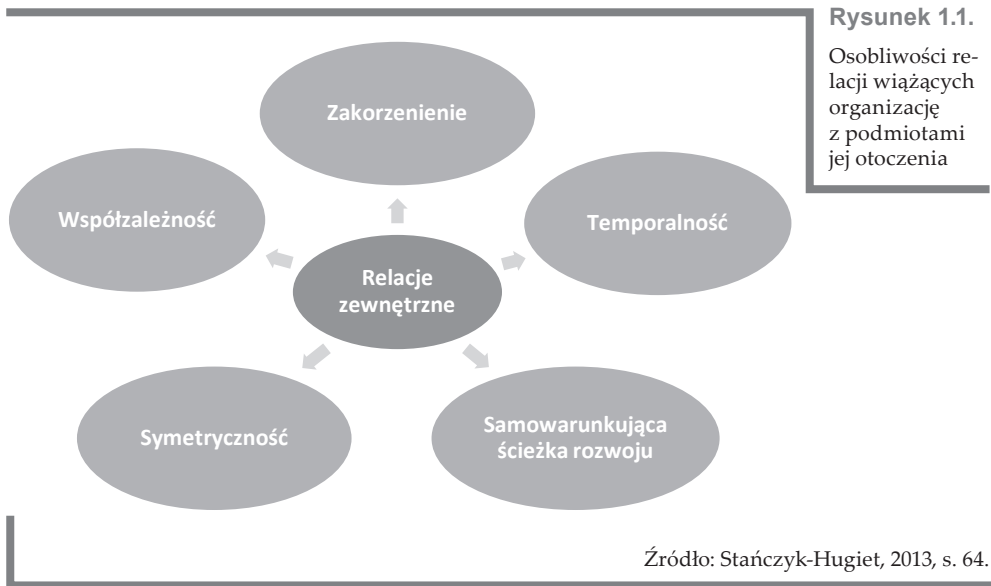 Rysunek 1.1.
Osobliwości re-
lacji wiążących
organizację
z podmiotami
jej otoczenia
Zakorzenienie
Współzależność
Temporalność
Relacje
zewnętrzne
Symetryczność
Samowarunkująca
ścieżka rozwoju
Źródło: Stańczyk-Hugiet, 2013, s. 64.